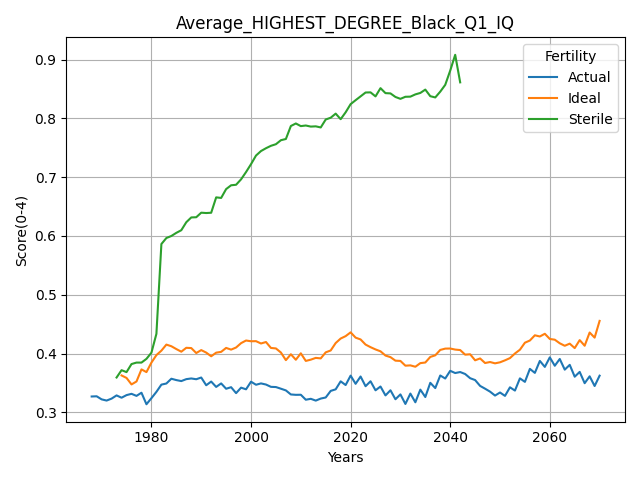 Average_HIGHEST_DEGREE_Black_Q1_IQ
Fertility
Actual
Ideal
Sterile
Score(0-4)
0.9
0.8
0.7
0.6
0.5
0.4
0.3
1980
2000
2020
2040
2060
Years